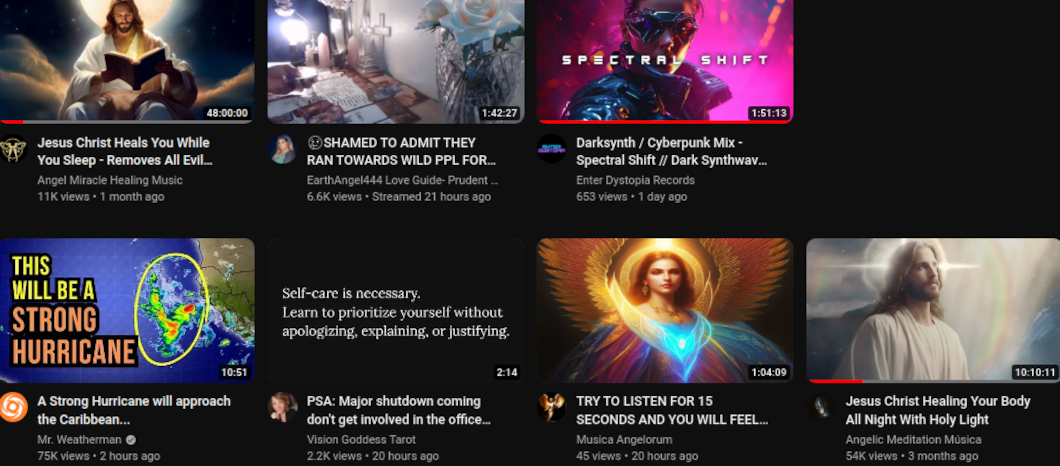 48:00:00
1:42:27
SPECTRAL SHIFT
1:51:13
Jesus Christ Heals You While
You Sleep - Removes All Evil...
Angel Miracle Healing Music
11K views • 1 month ago
😢SHAMED TO ADMIT THEY
RAN TOWARDS WILD PPL FOR...
EarthAngel444 Love Guide- Prudent ...
6.6K views • Streamed 21 hours ago
Darksynth / Cyberpunk Mix -
Spectral Shift // Dark Synthwav...
Enter Dystopia Records
653 views • 1 day ago
THIS
WILL BE A
STRONG
HURRICANE
10:51
Self-care is necessary.
Learn to prioritize yourself without
apologizing, explaining, or justifying.
2:14
1:04:09
10:10:11
A Strong Hurricane will approach
the Caribbean...
Mr. Weatherman
75K views • 2 hours ago
PSA: Major shutdown coming
don't get involved in the office...
Vision Goddess Tarot
2.2K views • 20 hours ago
TRY TO LISTEN FOR 15
SECONDS AND YOU WILL FEEL...
Musica Angelorum
45 views • 20 hours ago
Jesus Christ Healing Your Body
All Night With Holy Light
Angelic Meditation Música
54K views • 3 months ago